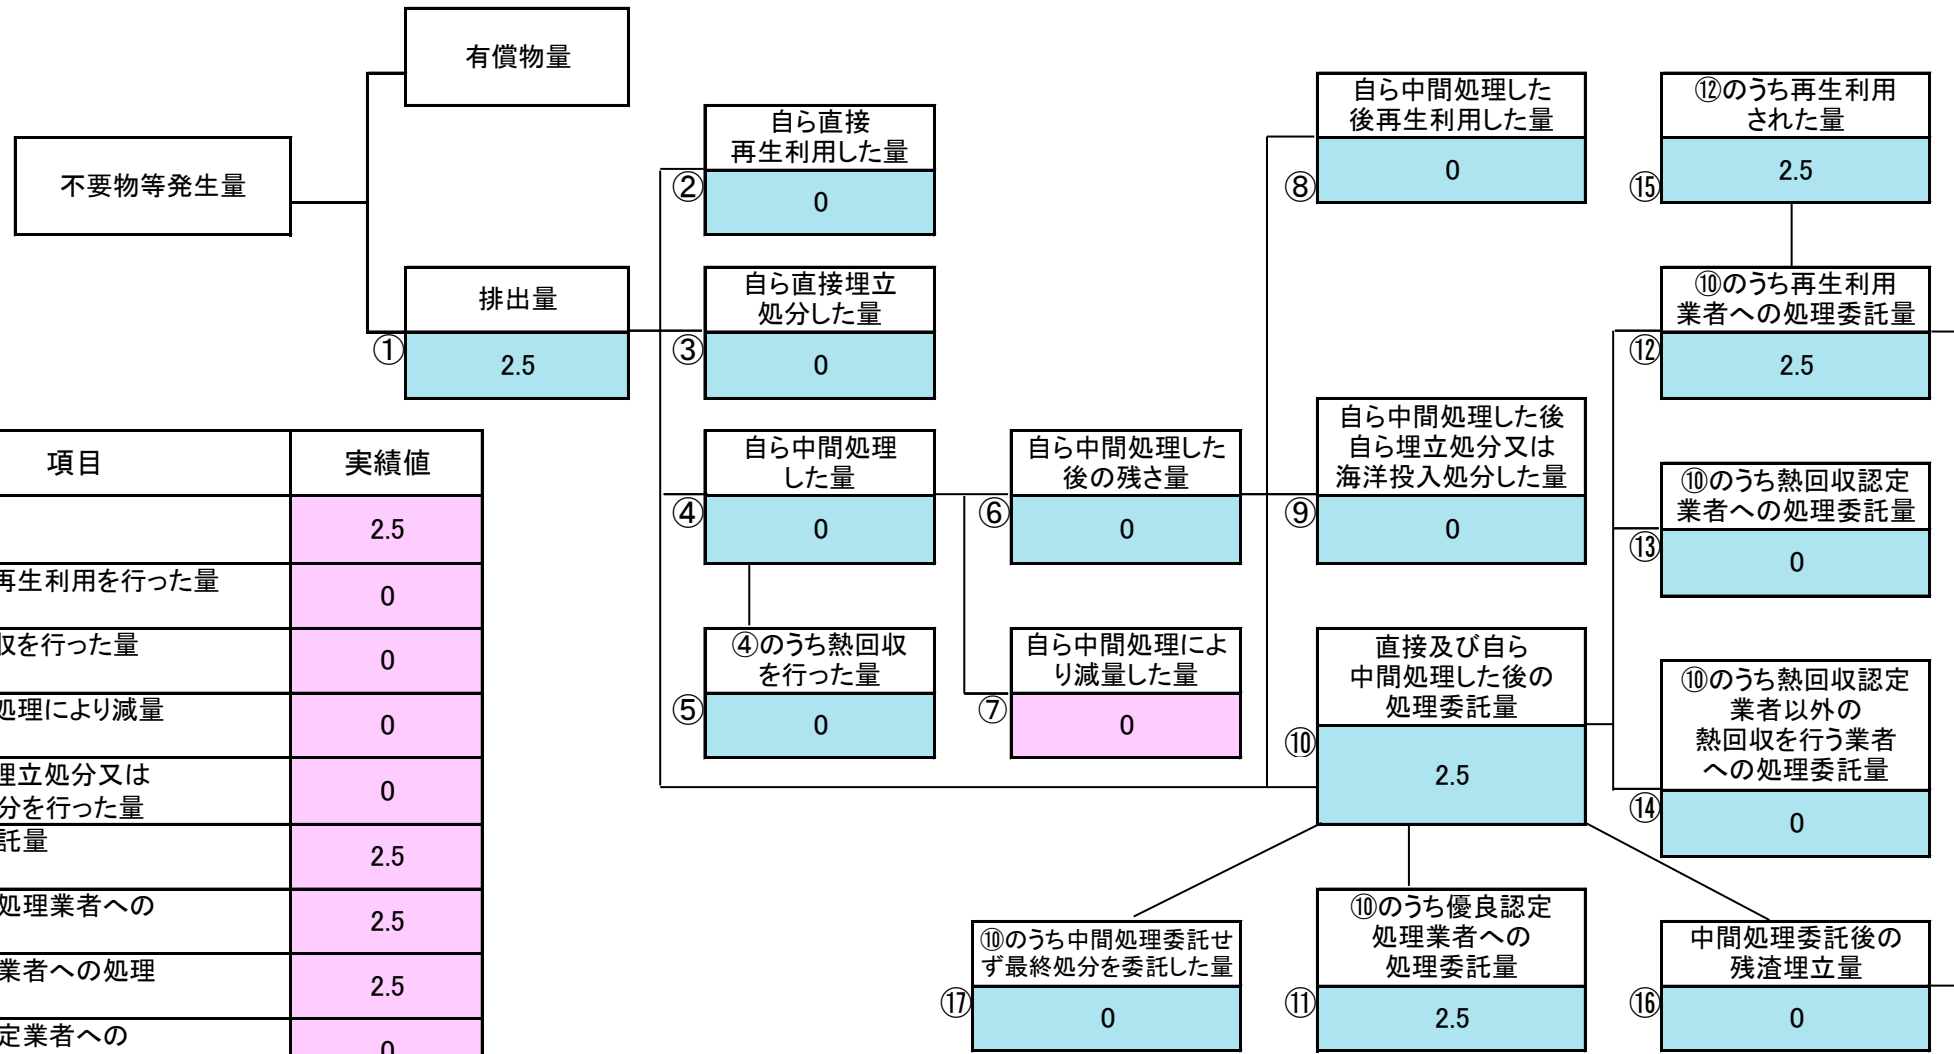 有償物量
不要物等発生量
排出量
①
2.5
自ら直接
再生利用した量
②
0
自ら直接埋立
処分した量
③
0
自ら中間処理
した量
④
0
④のうち熱回収
を行った量
⑤
0
自ら中間処理した
後の残さ量
⑥
0
自ら中間処理によ
り減量した量
⑦
0
自ら中間処理した
後再生利用した量
⑧
0
自ら中間処理した後
自ら埋立処分又は
海洋投入処分した量
⑨
0
直接及び自ら
中間処理した後の
処理委託量
⑩
2.5
⑫のうち再生利用
された量
⑮
2.5
⑩のうち再生利用
業者への処理委託量
⑫
2.5
⑩のうち熱回収認定
業者への処理委託量
⑬
0
⑩のうち熱回収認定
業者以外の
熱回収を行う業者
への処理委託量
⑭
0
⑩のうち中間処理委託せ
ず最終処分を委託した量
⑰
0
⑩のうち優良認定
処理業者への
処理委託量
⑪
2.5
中間処理委託後の
残渣埋立量
⑯
0
項目 実績値
2.5
再生利用を行った量 0
収を行った量 0
処理により減量 0
埋立処分又は
分を行った量 0
託量 2.5
処理業者への 2.5
業者への処理 2.5
定業者への 0